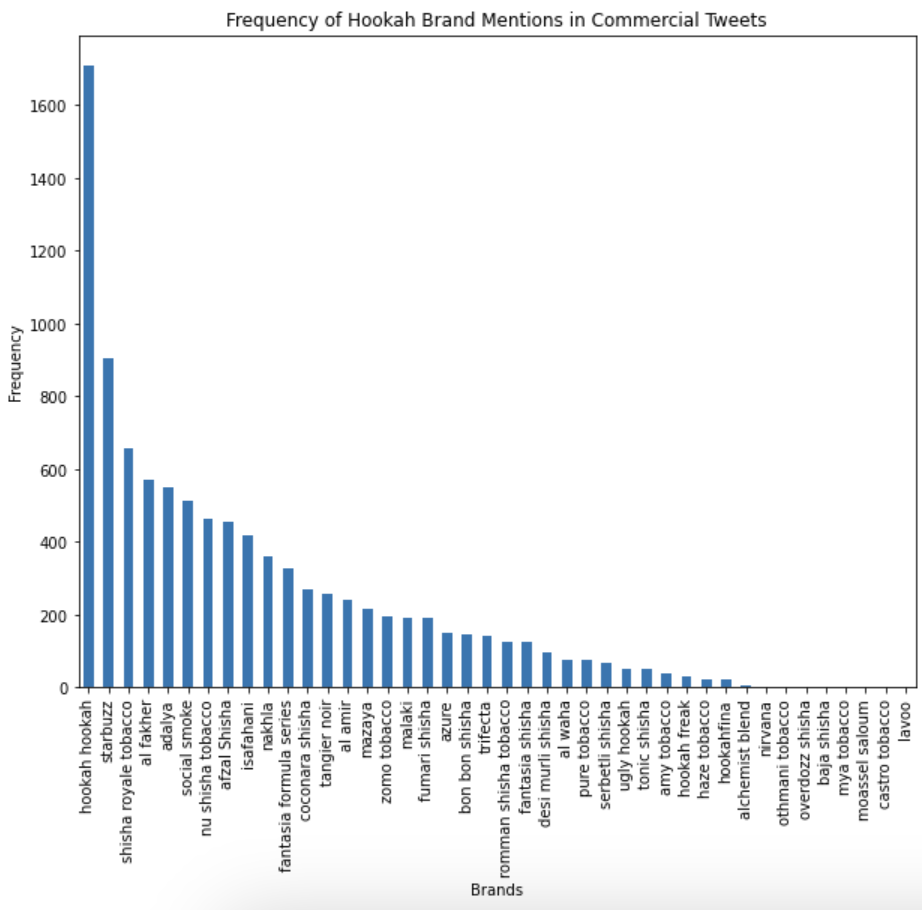 Frequency of Hookah Brand Mentions in Commercial Tweets
Frequency
1600
1400
1200
1000
800
600
400
200
0
hookah hookah
starbuzz
shisha royale tobacco
al fakher
adalya
social smoke
nu shisha tobacco
afzal Shisha
isafahani
nakhla
fantasia formula series
coconara shisha
tangier noir
al amir
mazaya
zomo tobacco
malaki
fumari shisha
azure
bon bon shisha
trifecta
romman shisha tobacco
fantasia shisha
desi murli shisha
al waha
pure tobacco
serbetli shisha
ugly hookah
tonic shisha
amy tobacco
hookah freak
haze tobacco
hookahfina
alchemist blend
nirvana
othmani tobacco
overdozz shisha
baja shisha
mya tobacco
moassel saloum
castro tobacco
lavoo
Brands